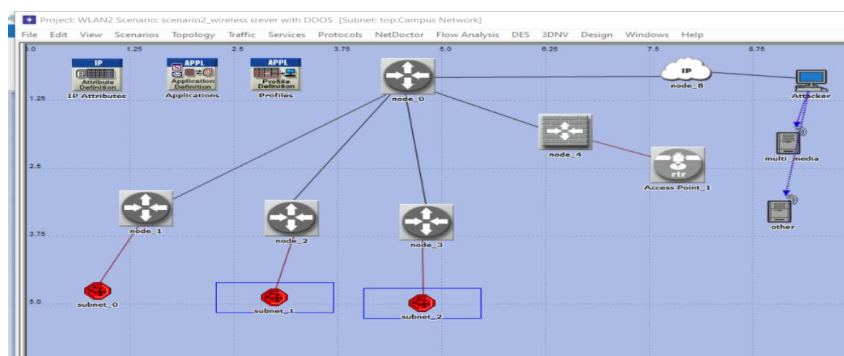 Project: WLAN2 Scenario: scenario2_wireless srever with DDOS [Subnet: top.Campus Network]
File Edit View Scenarios Topology Traffic Services Protocols NetDoctor Flow Analysis DES 3DNV Design Windows Help
0.0 1.25 2.5 3.75 5.0 6.25 7.5 8.75
IP
Attribute
Definition
IP Attributes
APPL
Application
Definition
Applications
APPL
Profile
Definition
Profiles
node_0
IP
node_8
Attacker
1.25
node_4
multi_media
2.5
rtr
Access Point_1
node_1
node_2
node_3
other
3.75
subnet_0
subnet_1
subnet_2
5.0